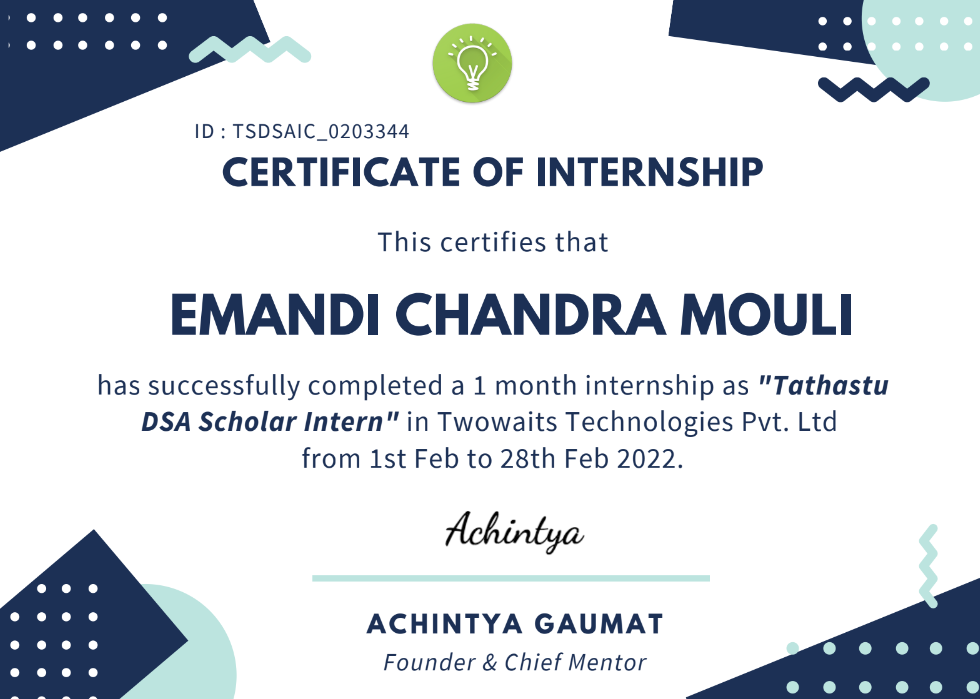 ID : TSDSAIC_0203344
CERTIFICATE OF INTERNSHIP
This certifies that
EMANDI CHANDRA MOULI
has successfully completed a 1 month internship as "Tathastu
DSA Scholar Intern" in Twowaits Technologies Pvt. Ltd
from 1st Feb to 28th Feb 2022.
Achintya
ACHINTYA GAUMAT
Founder & Chief Mentor